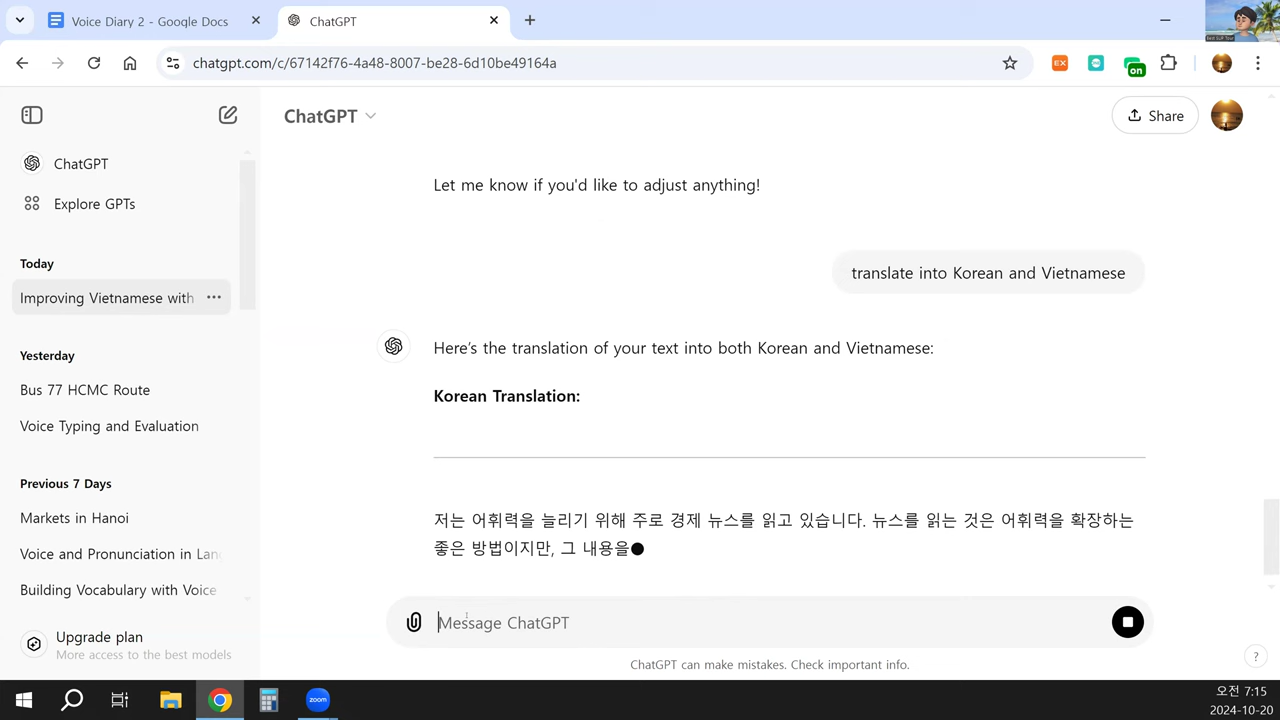 Voice Diary 2 - Google Docs
ChatGPT
chatgpt.com/c/67142f76-4a48-8007-be28-6d10be49164a
EX
on
ChatGPT
Share
ChatGPT
Explore GPTs
Today
Improving Vietnamese with
Yesterday
Bus 77 HCMC Route
Voice Typing and Evaluation
Previous 7 Days
Markets in Hanoi
Voice and Pronunciation in Lan
Building Vocabulary with Voice
Upgrade plan
More access to the best models
Let me know if you'd like to adjust anything!
translate into Korean and Vietnamese
Here’s the translation of your text into both Korean and Vietnamese:
Korean Translation:
저는 어휘력을 늘리기 위해 주로 경제 뉴스를 읽고 있습니다. 뉴스를 읽는 것은 어휘력을 확장하는
좋은 방법이지만, 그 내용을
Message ChatGPT
ChatGPT can make mistakes. Check important info.
?
zoom
오전 7:15
2024-10-20